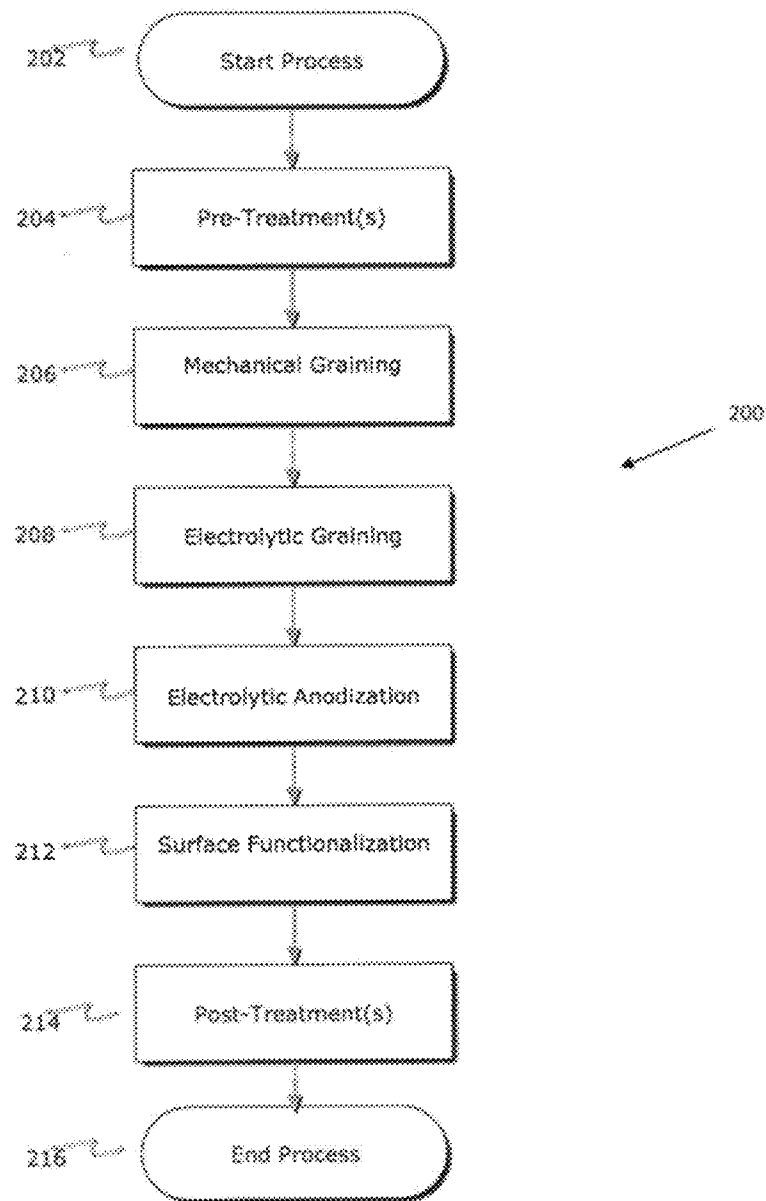 202 Start Process
204 Pre-Treatment(s)
206 Mechanical Graining
200
208 Electrolytic Graining
210 Electrolytic Anodization
212 Surface Functionalization
214 Post-Treatment(s)
216 End Process